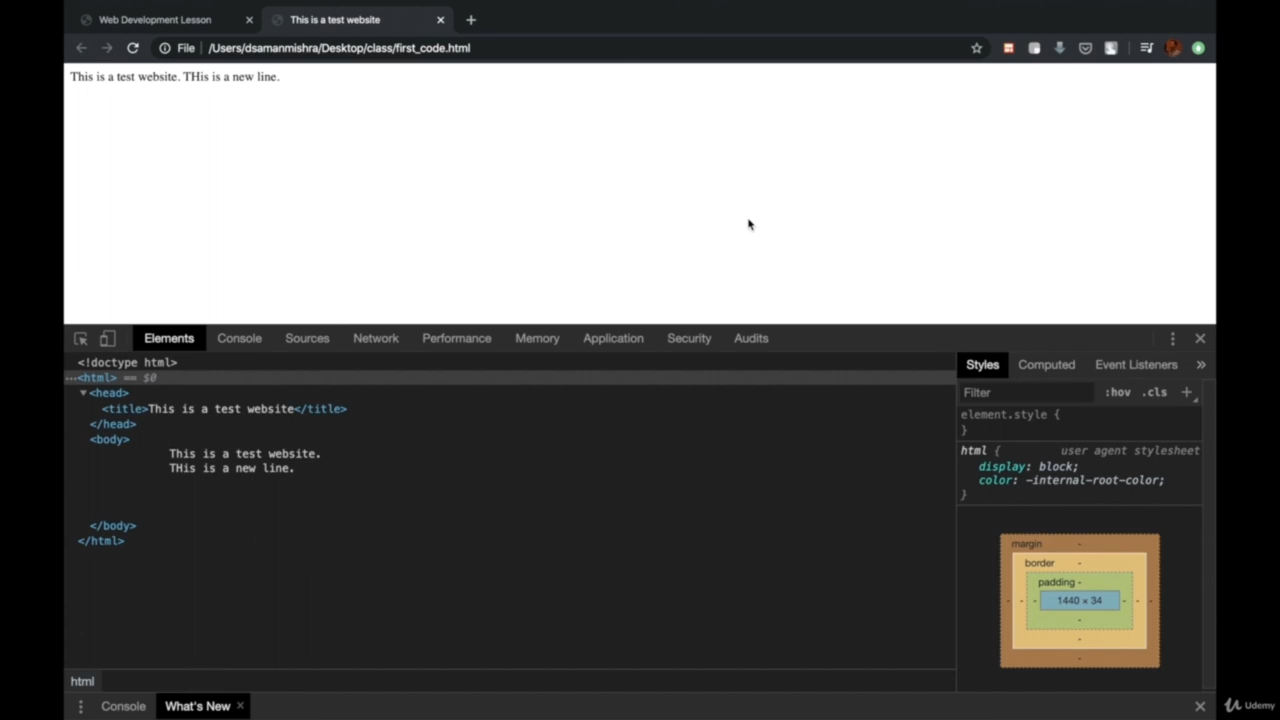 Web Development Lesson
This is a test website
File
/Users/dsamanmishra/Desktop/class/first_code.html
This is a test website. THis is a new line.
Elements
Console
Sources
Network
Performance
Memory
Application
Security
Audits
<!doctype html>
…<html> == $0
<head>
<title>This is a test website</title>
</head>
<body>
This is a test website.
THis is a new line.
</body>
</html>
Styles
Computed
Event Listeners
»
Filter
:hov
.cls
+
element.style {
}
html {
user agent stylesheet
display: block;
color: -internal-root-color;
}
margin -
border -
padding -
- - - 1440 × 34 - - -
-
-
-
html
Console
What's New
Udemy